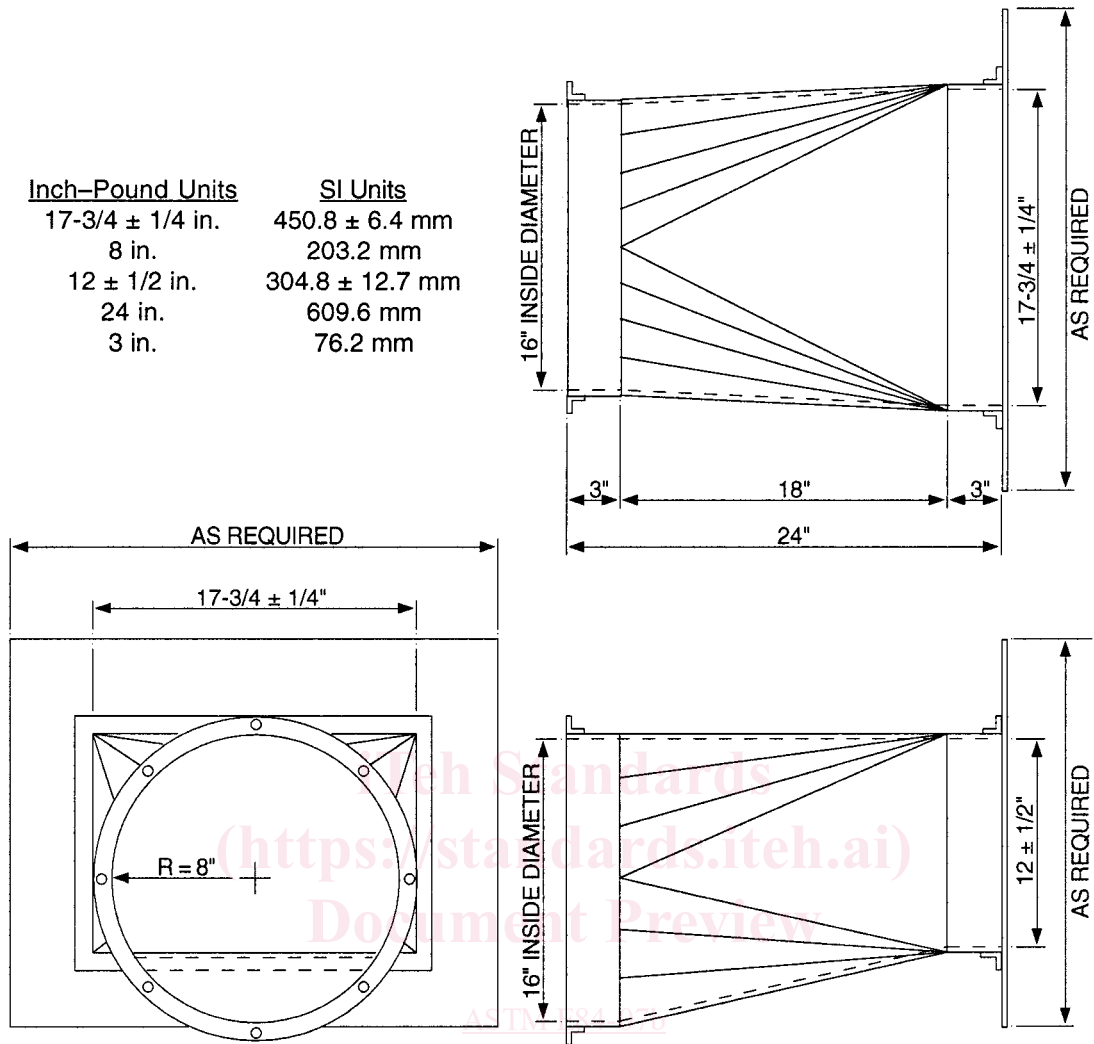 Inch–Pound Units SI Units
17-3/4 ± 1/4 in. 450.8 ± 6.4 mm
8 in. 203.2 mm
12 ± 1/2 in. 304.8 ± 12.7 mm
24 in. 609.6 mm
3 in. 76.2 mm
16" INSIDE DIAMETER
17-3/4 ± 1/4"
AS REQUIRED
3"
18"
3"
24"
AS REQUIRED
17-3/4 ± 1/4"
R = 8"
16" INSIDE DIAMETER
12 ± 1/2"
AS REQUIRED
iTeh Standards
(https://standards.iteh.ai)
Document Preview